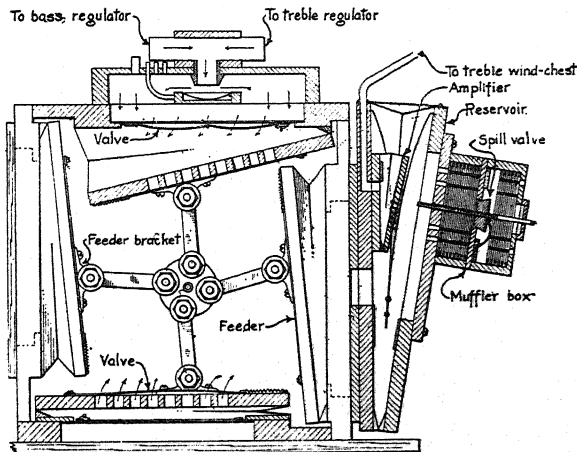 To bass, regulator
To treble regulator
To treble wind-chest
Amplifier
Reservoir
Spill valve
Valve
Feeder bracket
Feeder
Muffler box
Valve